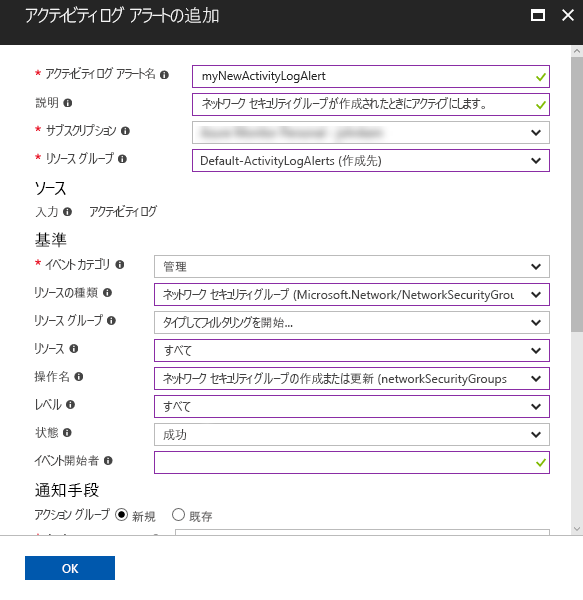 アクティビティ ログ アラートの追加
* アクティビティ ログ アラート名 myNewActivityLogAlert
説明 ネットワーク セキュリティグループが作成されたときにアクティブにします。
* サブスクリプション
* リソース グループ Default-ActivityLogAlerts (作成先)
ソース
入力 アクティビティ ログ
基準
* イベント カテゴリ 管理
リソースの種類 ネットワーク セキュリティグループ (Microsoft.Network/NetworkSecurityGrou
リソース グループ タイプしてフィルタリングを開始...
リソース すべて
操作名 ネットワーク セキュリティグループの作成または更新 (networkSecurityGroups
レベル すべて
状態 成功
イベント開始者
通知手段
アクション グループ 新規 既存
OK